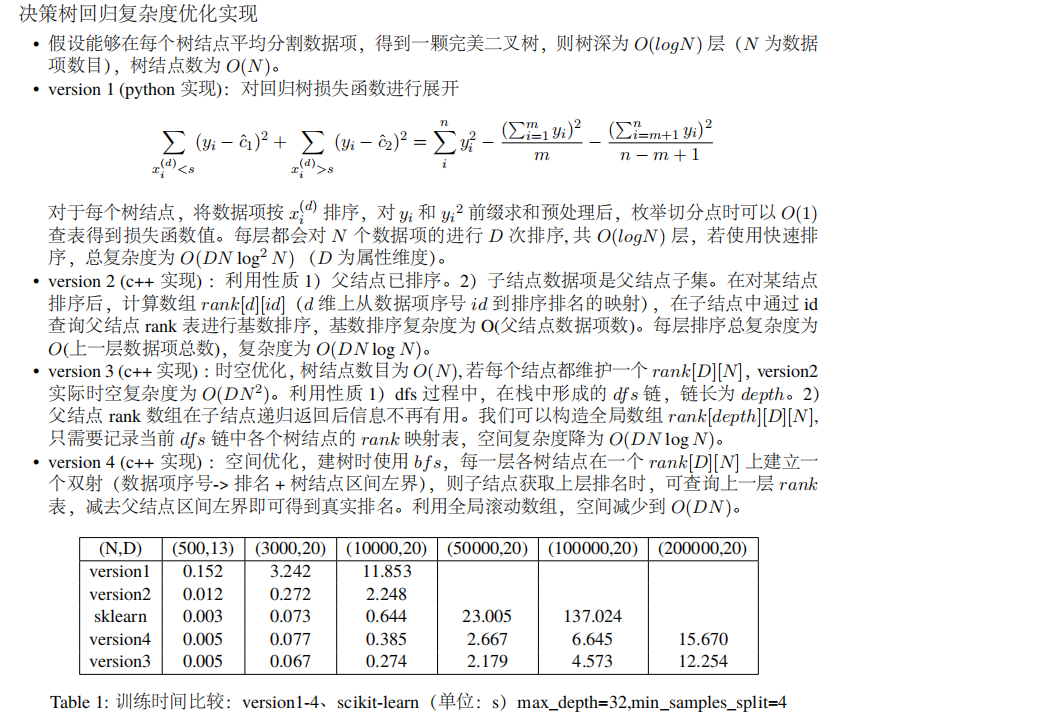 决策树回归复杂度优化实现
• 假设能够在每个树结点平均分割数据项，得到一颗完美二叉树，则树深为 O(logN) 层（N 为数据
项数目），树结点数为 O(N)。
• version 1 (python 实现)：对回归树损失函数进行展开
∑_{x_i^{(d)}<s} (y_i − ĉ_1)^2 + ∑_{x_i^{(d)}>s} (y_i − ĉ_2)^2 = ∑_i^n y_i^2 − (∑_{i=1}^m y_i)^2 / m − (∑_{i=m+1}^n y_i)^2 / (n − m + 1)
对于每个树结点，将数据项按 x_i^{(d)} 排序，对 y_i 和 y_i^2 前缀求和预处理后，枚举切分点时可以 O(1)
查表得到损失函数值。每层都会对 N 个数据项的进行 D 次排序, 共 O(logN) 层，若使用快速排
序，总复杂度为 O(DN log^2 N)（D 为属性维度）。
• version 2 (c++ 实现) ：利用性质 1）父结点已排序。2）子结点数据项是父结点子集。在对某结点
排序后，计算数组 rank[d][id]（d 维上从数据项序号 id 到排序排名的映射），在子结点中通过 id
查询父结点 rank 表进行基数排序，基数排序复杂度为 O(父结点数据项数)。每层排序总复杂度为
O(上一层数据项总数)，复杂度为 O(DN log N)。
• version 3 (c++ 实现) : 时空优化, 树结点数目为 O(N), 若每个结点都维护一个 rank[D][N]，version2
实际时空复杂度为 O(DN^2)。利用性质 1）dfs 过程中，在栈中形成的 dfs 链，链长为 depth。2)
父结点 rank 数组在子结点递归返回后信息不再有用。我们可以构造全局数组 rank[depth][D][N],
只需要记录当前 dfs 链中各个树结点的 rank 映射表，空间复杂度降为 O(DN log N)。
• version 4 (c++ 实现) ：空间优化，建树时使用 bfs，每一层各树结点在一个 rank[D][N] 上建立一
个双射（数据项序号-> 排名 + 树结点区间左界），则子结点获取上层排名时，可查询上一层 rank
表，减去父结点区间左界即可得到真实排名。利用全局滚动数组，空间减少到 O(DN)。
(N,D) (500,13) (3000,20) (10000,20) (50000,20) (100000,20) (200000,20)
version1 0.152 3.242 11.853
version2 0.012 0.272 2.248
sklearn 0.003 0.073 0.644 23.005 137.024
version4 0.005 0.077 0.385 2.667 6.645 15.670
version3 0.005 0.067 0.274 2.179 4.573 12.254
Table 1: 训练时间比较：version1-4、scikit-learn（单位：s）max_depth=32,min_samples_split=4